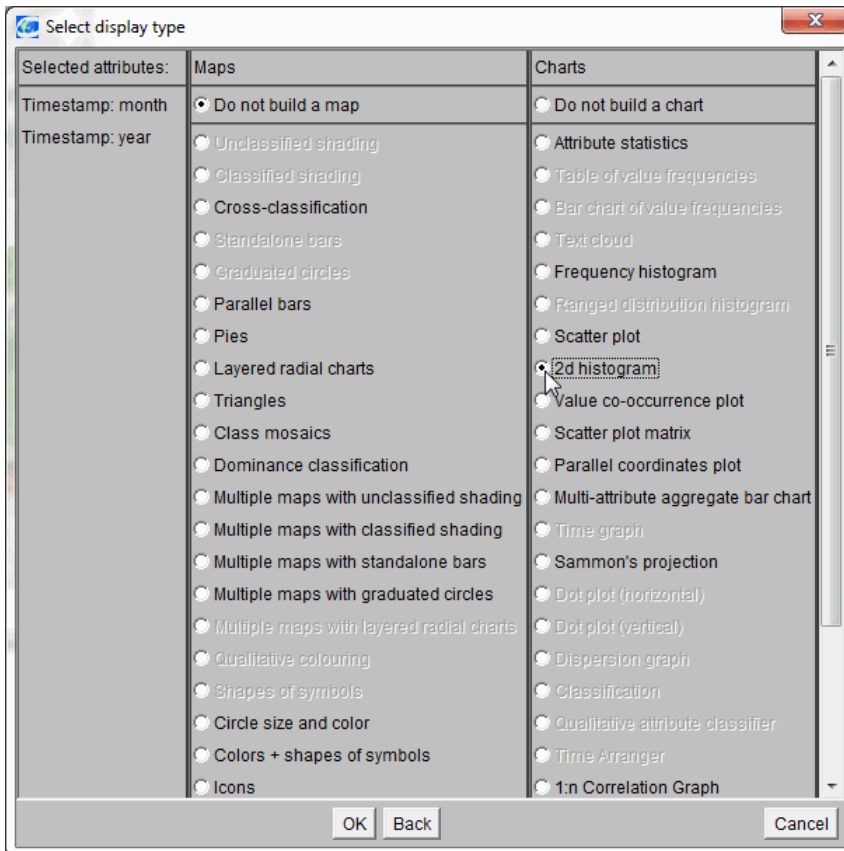 Select display type
Selected attributes: Maps Charts
Timestamp: month Do not build a map Do not build a chart
Timestamp: year Unclassified shading Attribute statistics
Classified shading Table of value frequencies
Cross-classification Bar chart of value frequencies
Standalone bars Text cloud
Graduated circles Frequency histogram
Parallel bars Ranged distribution histogram
Pies Scatter plot
Layered radial charts 2d histogram
Triangles Value co-occurrence plot
Class mosaics Scatter plot matrix
Dominance classification Parallel coordinates plot
Multiple maps with unclassified shading Multi-attribute aggregate bar chart
Multiple maps with classified shading Time graph
Multiple maps with standalone bars Sammon's projection
Multiple maps with graduated circles Dot plot (horizontal)
Multiple maps with layered radial charts Dot plot (vertical)
Qualitative colouring Dispersion graph
Shapes of symbols Classification
Circle size and color Qualitative attribute classifier
Colors + shapes of symbols Time Arranger
Icons 1:n Correlation Graph
OK Back Cancel